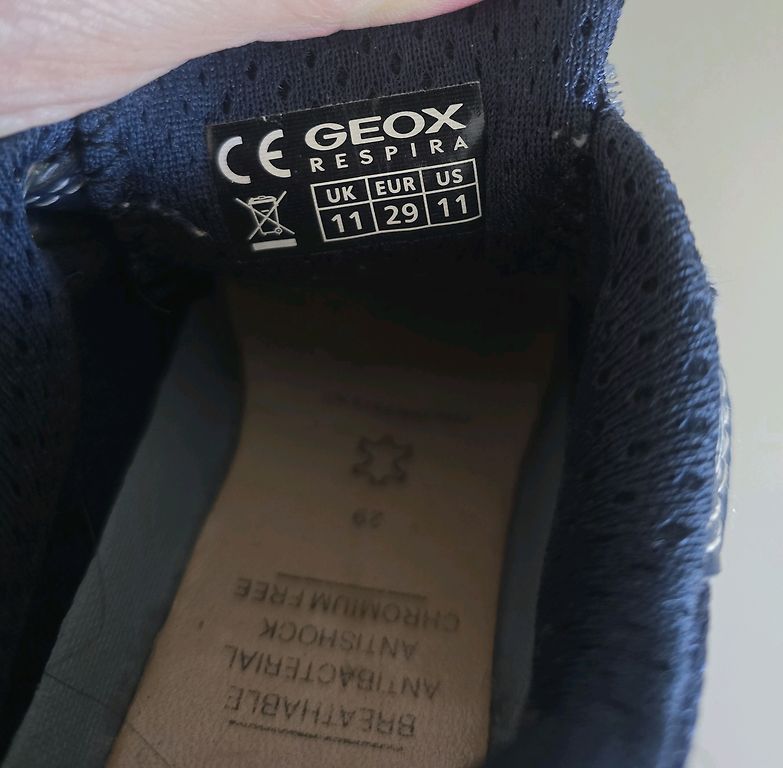 CE GEOX
RESPIRA
UK EUR US
11 29 11
29
CHROMIUM FREE
ANTISHOCK
ANTIBACTERIAL
BREATHABLE